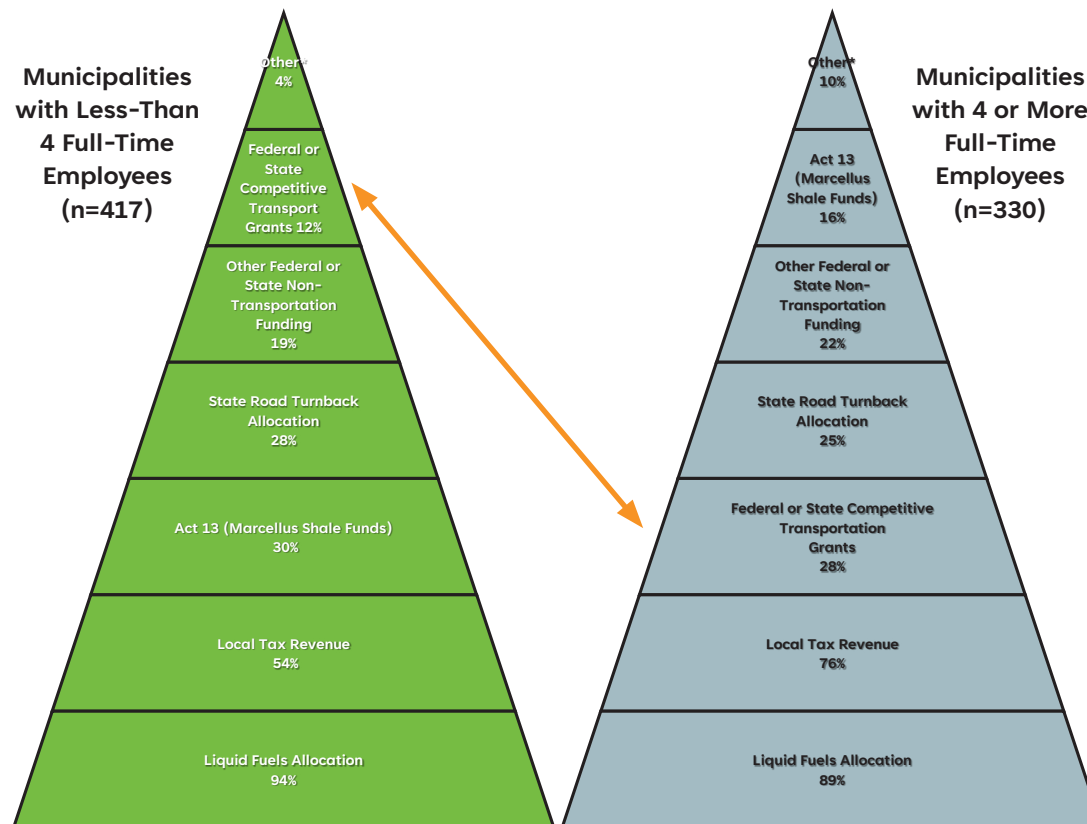 Municipalities
with Less-Than
4 Full-Time
Employees
(n=417)
Other*
4%
Federal or
State
Competitive
Transport
Grants 12%
Other Federal or
State Non-
Transportation
Funding
19%
State Road Turnback
Allocation
28%
Act 13 (Marcellus Shale Funds)
30%
Local Tax Revenue
54%
Liquid Fuels Allocation
94%
Municipalities
with 4 or More
Full-Time
Employees
(n=330)
Other*
10%
Act 13
(Marcellus
Shale Funds)
16%
Other Federal or
State Non-
Transportation
Funding
22%
State Road Turnback
Allocation
25%
Federal or State Competitive
Transportation
Grants
28%
Local Tax Revenue
76%
Liquid Fuels Allocation
89%